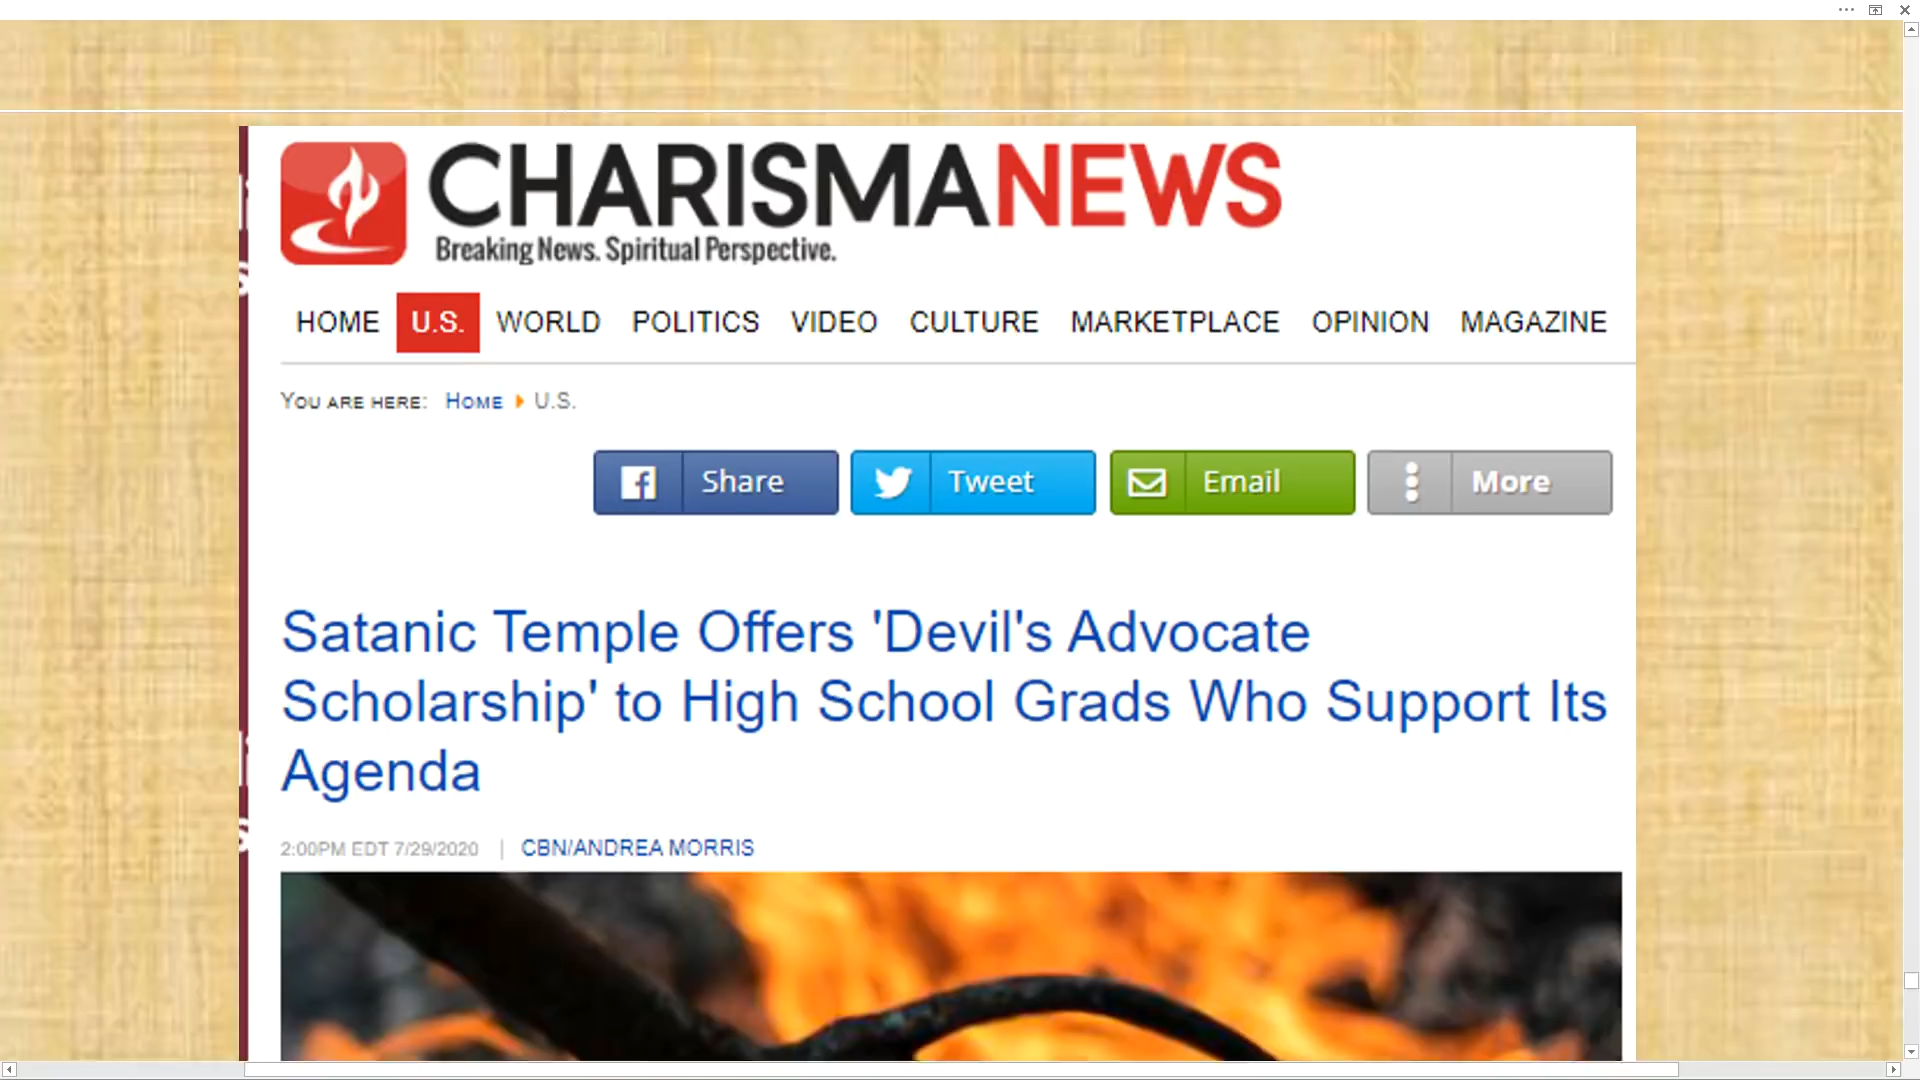 CHARISMANEWS
Breaking News. Spiritual Perspective.
HOME U.S. WORLD POLITICS VIDEO CULTURE MARKETPLACE OPINION MAGAZINE
YOU ARE HERE: HOME U.S.
Share Tweet Email More
Satanic Temple Offers 'Devil's Advocate
Scholarship' to High School Grads Who Support Its
Agenda
2:00PM EDT 7/29/2020 | CBN/ANDREA MORRIS